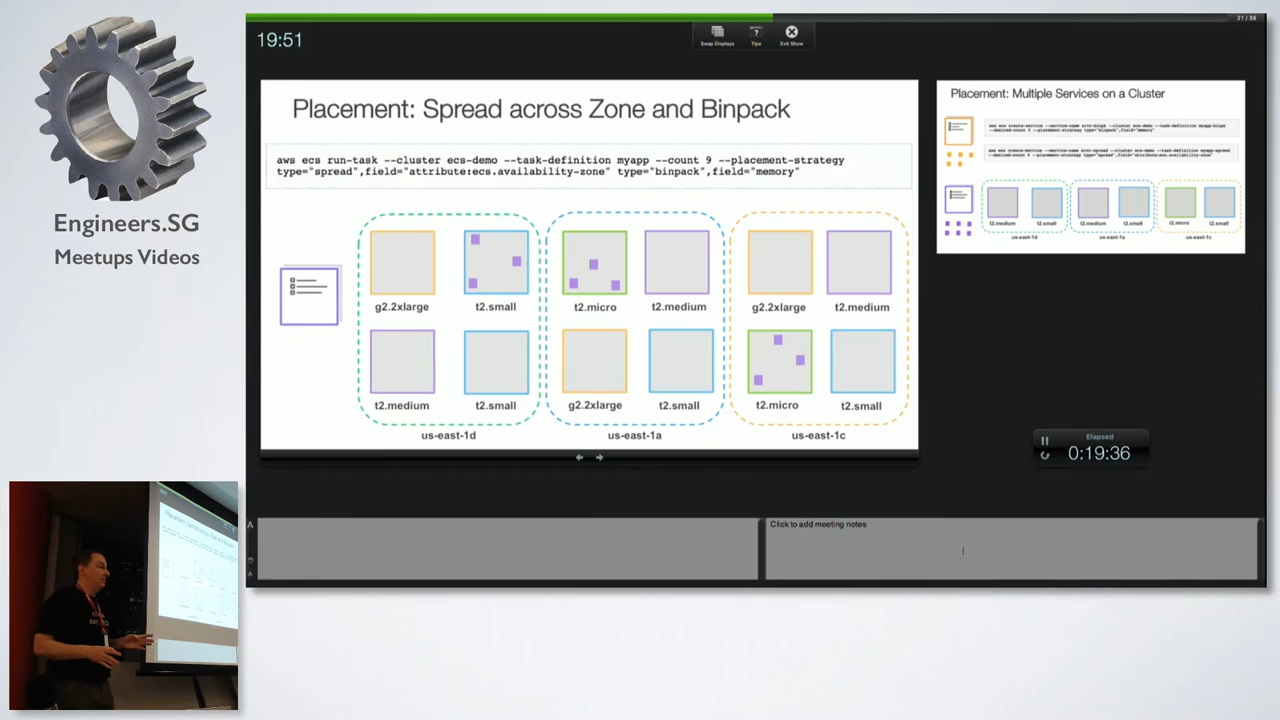 Engineers.SG
Meetups Videos
19:51
Swap Displays
Tips
Exit Show
21 / 39
Placement: Spread across Zone and Binpack
aws ecs run-task --cluster ecs-demo --task-definition myapp --count 9 --placement-strategy
type="spread",field="attribute:ecs.availability-zone" type="binpack",field="memory"
g2.2xlarge
t2.small
t2.micro
t2.medium
g2.2xlarge
t2.medium
t2.medium
t2.small
g2.2xlarge
t2.small
t2.micro
t2.small
us-east-1d
us-east-1a
us-east-1c
Placement: Multiple Services on a Cluster
t2.medium
t2.small
t2.medium
t2.small
t2.micro
t2.small
us-east-1d
us-east-1a
us-east-1c
Elapsed
0:19:36
Click to add meeting notes